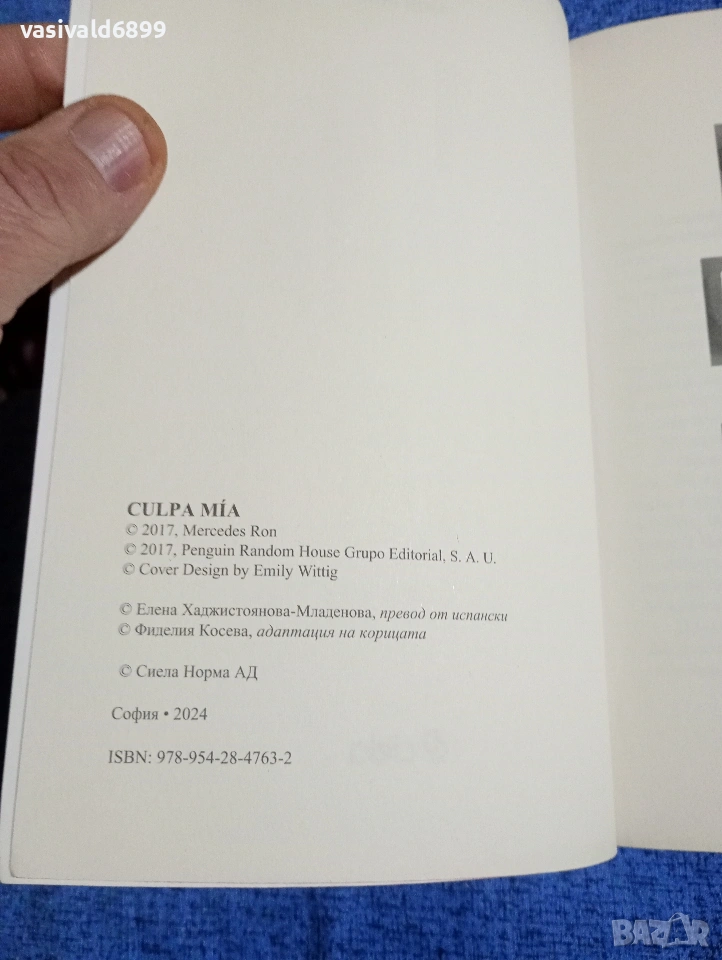 vasivald6899
CULPA MÍA
© 2017, Mercedes Ron
© 2017, Penguin Random House Grupo Editorial, S. A. U.
© Cover Design by Emily Wittig
© Елена Хаджистоянова-Младенова, превод от испански
© Фиделия Косева, адаптация на корицата
© Сиела Норма АД
София • 2024
ISBN: 978-954-28-4763-2
BAZAR